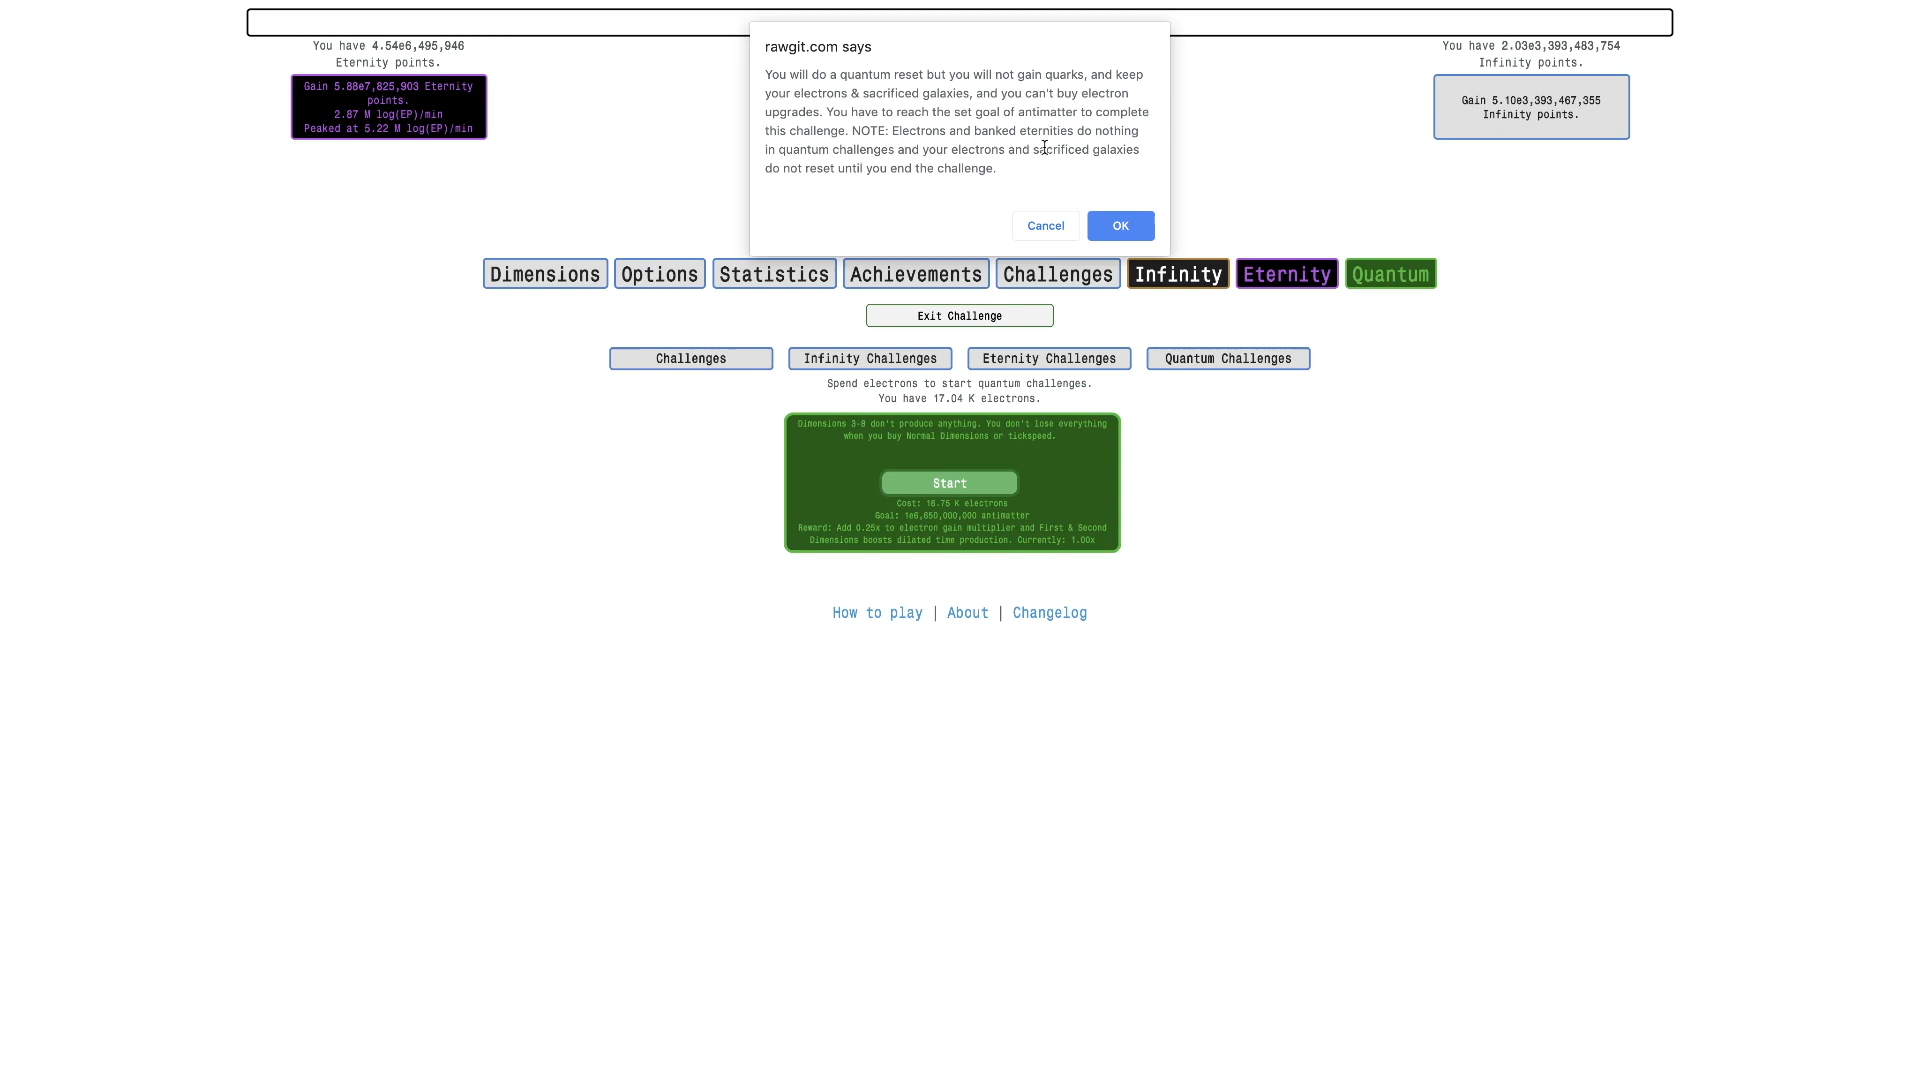 You have 4.54e6,495,946
Eternity points.
Gain 5.88e7,825,903 Eternity
points.
2.87 M log(EP)/min
Peaked at 5.22 M log(EP)/min
rawgit.com says
You will do a quantum reset but you will not gain quarks, and keep
your electrons & sacrificed galaxies, and you can't buy electron
upgrades. You have to reach the set goal of antimatter to complete
this challenge. NOTE: Electrons and banked eternities do nothing
in quantum challenges and your electrons and sacrificed galaxies
do not reset until you end the challenge.
Cancel
OK
You have 2.03e3,393,483,754
Infinity points.
Gain 5.10e3,393,467,355
Infinity points.
Dimensions
Options
Statistics
Achievements
Challenges
Infinity
Eternity
Quantum
Exit Challenge
Challenges
Infinity Challenges
Eternity Challenges
Quantum Challenges
Spend electrons to start quantum challenges.
You have 17.04 K electrons.
Dimensions 3-8 don't produce anything. You don't lose everything
when you buy Normal Dimensions or tickspeed.
Start
Cost: 16.75 K electrons
Goal: 1e6,650,000,000 antimatter
Reward: Add 0.25x to electron gain multiplier and First & Second
Dimensions boosts dilated time production. Currently: 1.00x
How to play | About | Changelog